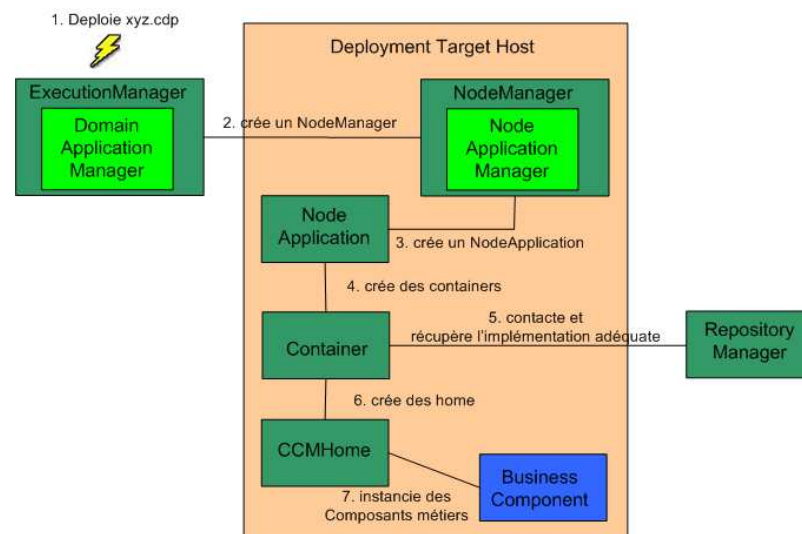 1. Deploie xyz.cdp
Deployment Target Host
ExecutionManager
Domain
Application
Manager
2. crée un NodeManager
NodeManager
Node
Application
Manager
Node
Application
3. crée un NodeApplication
4. crée des containers
5. contacte et
récupère l'implémentation adéquate
Container
Repository
Manager
6. crée des home
CCMHome
7. instancie des
Composants métiers
Business
Component